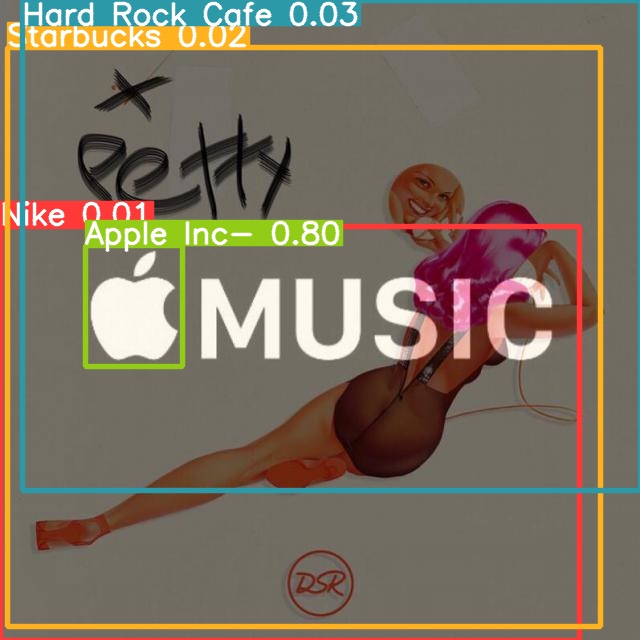 Hard Rock Cafe 0.03
Starbucks 0.02
x
Petty
Nike 0.01
Apple Inc- 0.80
MUSIC
DSR